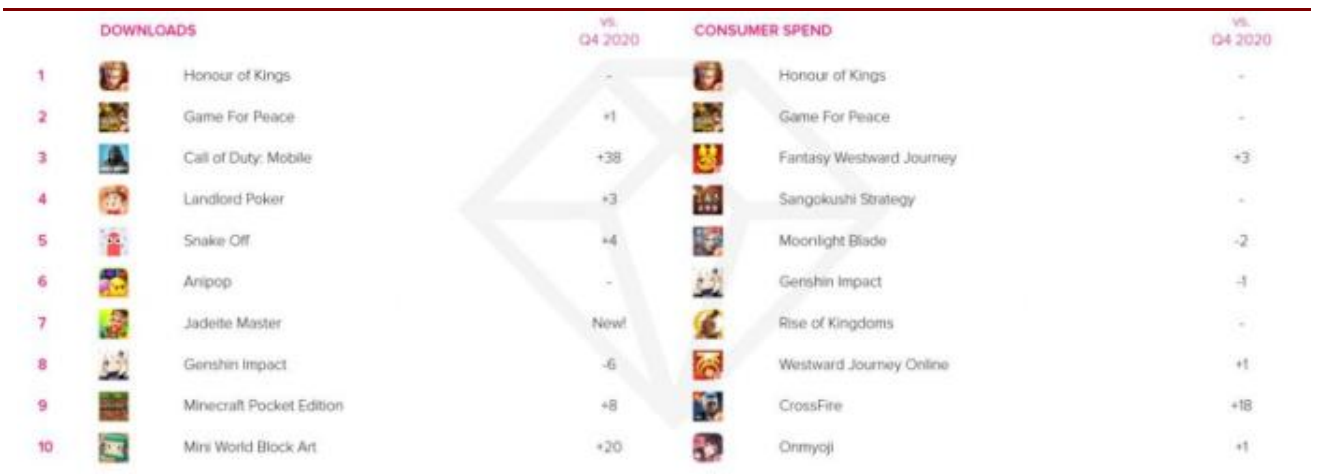 DOWNLOADS vs. Q4 2020 CONSUMER SPEND vs. Q4 2020
1 Honour of Kings - Honour of Kings -
2 Game For Peace +1 Game For Peace -
3 Call of Duty: Mobile +38 Fantasy Westward Journey +3
4 Landlord Poker +3 Sangokushi Strategy -
5 Snake Off +4 Moonlight Blade -2
6 Anipop - Genshin Impact -1
7 Jadeite Master New! Rise of Kingdoms -
8 Genshin Impact -6 Westward Journey Online +1
9 Minecraft Pocket Edition +8 CrossFire +18
10 Mini World Block Art +20 Onmyoji +1